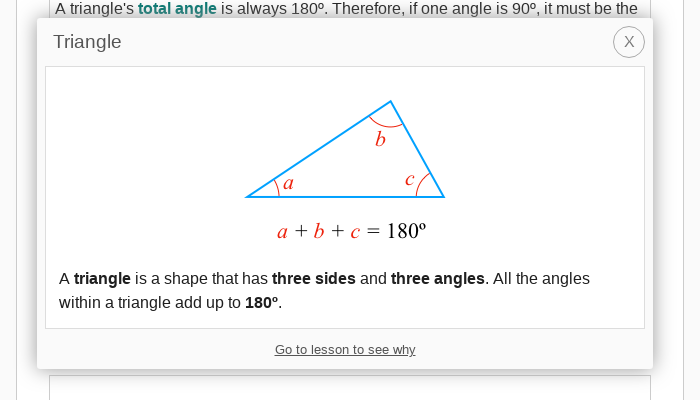 A triangle's total angle is always 180º. Therefore, if one angle is 90º, it must be the
Triangle
X
b
a
c
a + b + c = 180º
A triangle is a shape that has three sides and three angles. All the angles
within a triangle add up to 180º.
Go to lesson to see why